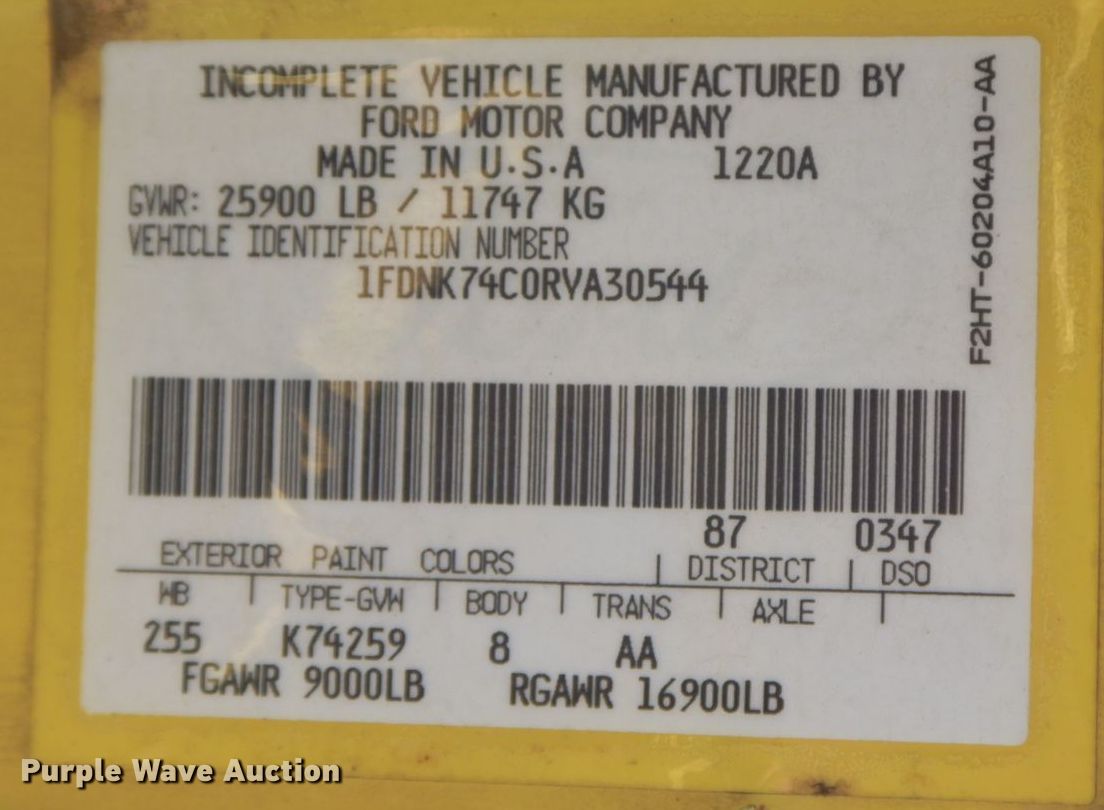 INCOMPLETE VEHICLE MANUFACTURED BY
FORD MOTOR COMPANY
MADE IN U.S.A 1220A
GVWR: 25900 LB / 11747 KG
VEHICLE IDENTIFICATION NUMBER
1FDNK74C0RVA30544
F2HT-60204A10-AA
87 0347
EXTERIOR PAINT COLORS DISTRICT DSO
WB TYPE-GVW BODY TRANS AXLE
255 K74259 8 AA
FGAWR 9000LB RGAWR 16900LB
Purple Wave Auction